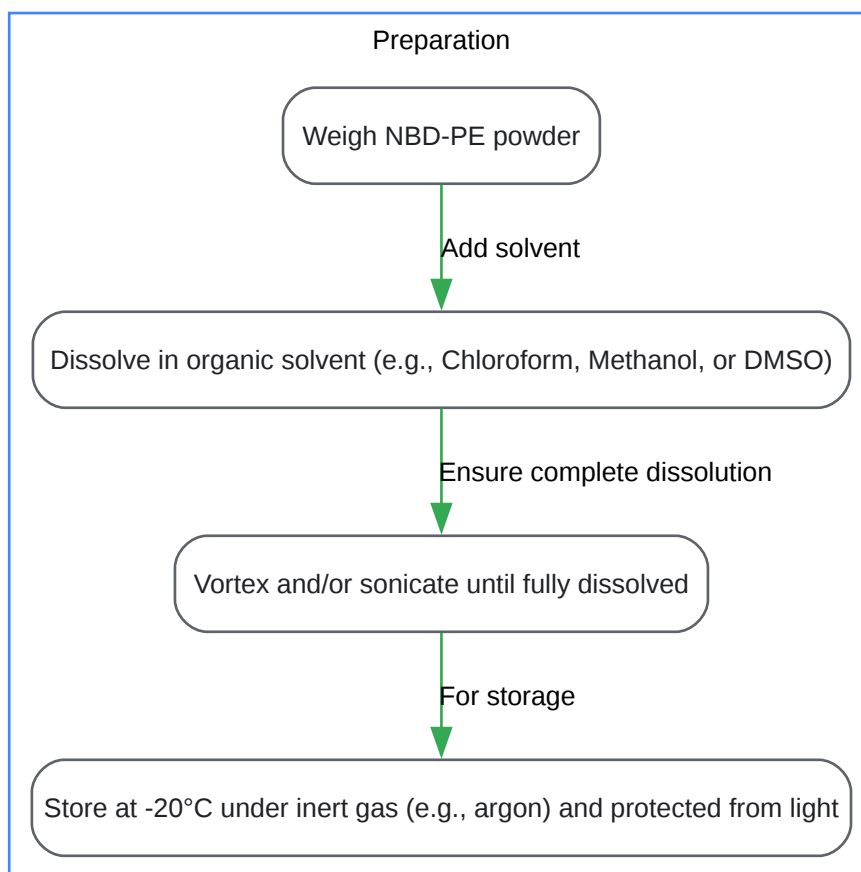 Preparation
Weigh NBD-PE powder
Add solvent
Dissolve in organic solvent (e.g., Chloroform, Methanol, or DMSO)
Ensure complete dissolution
Vortex and/or sonicate until fully dissolved
For storage
Store at -20°C under inert gas (e.g., argon) and protected from light